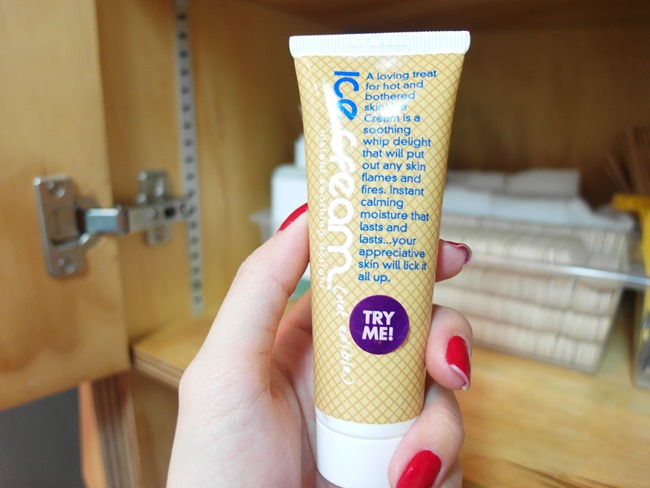 Ice
cream
A loving treat
for hot and
bothered
Cream is a
soothing
whip delight
that will put
out any skin
flames and
fires. Instant
calming
moisture that
lasts and
lasts...your
appreciative
skin will lick it
all up.
TRY
ME!